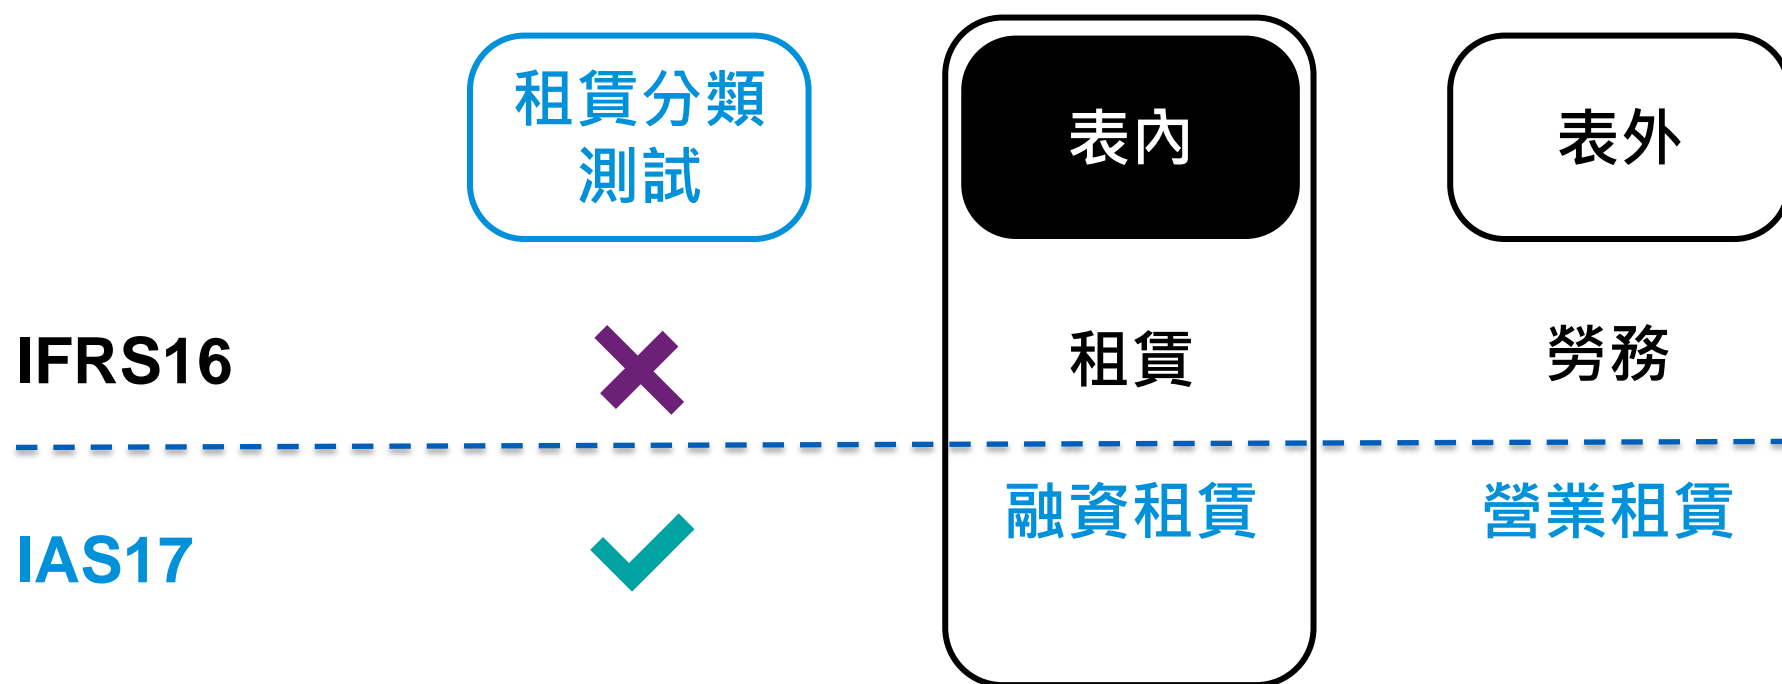 租賃分類
測試
表內
表外
IFRS16
租賃
勞務
IAS17
融資租賃
營業租賃